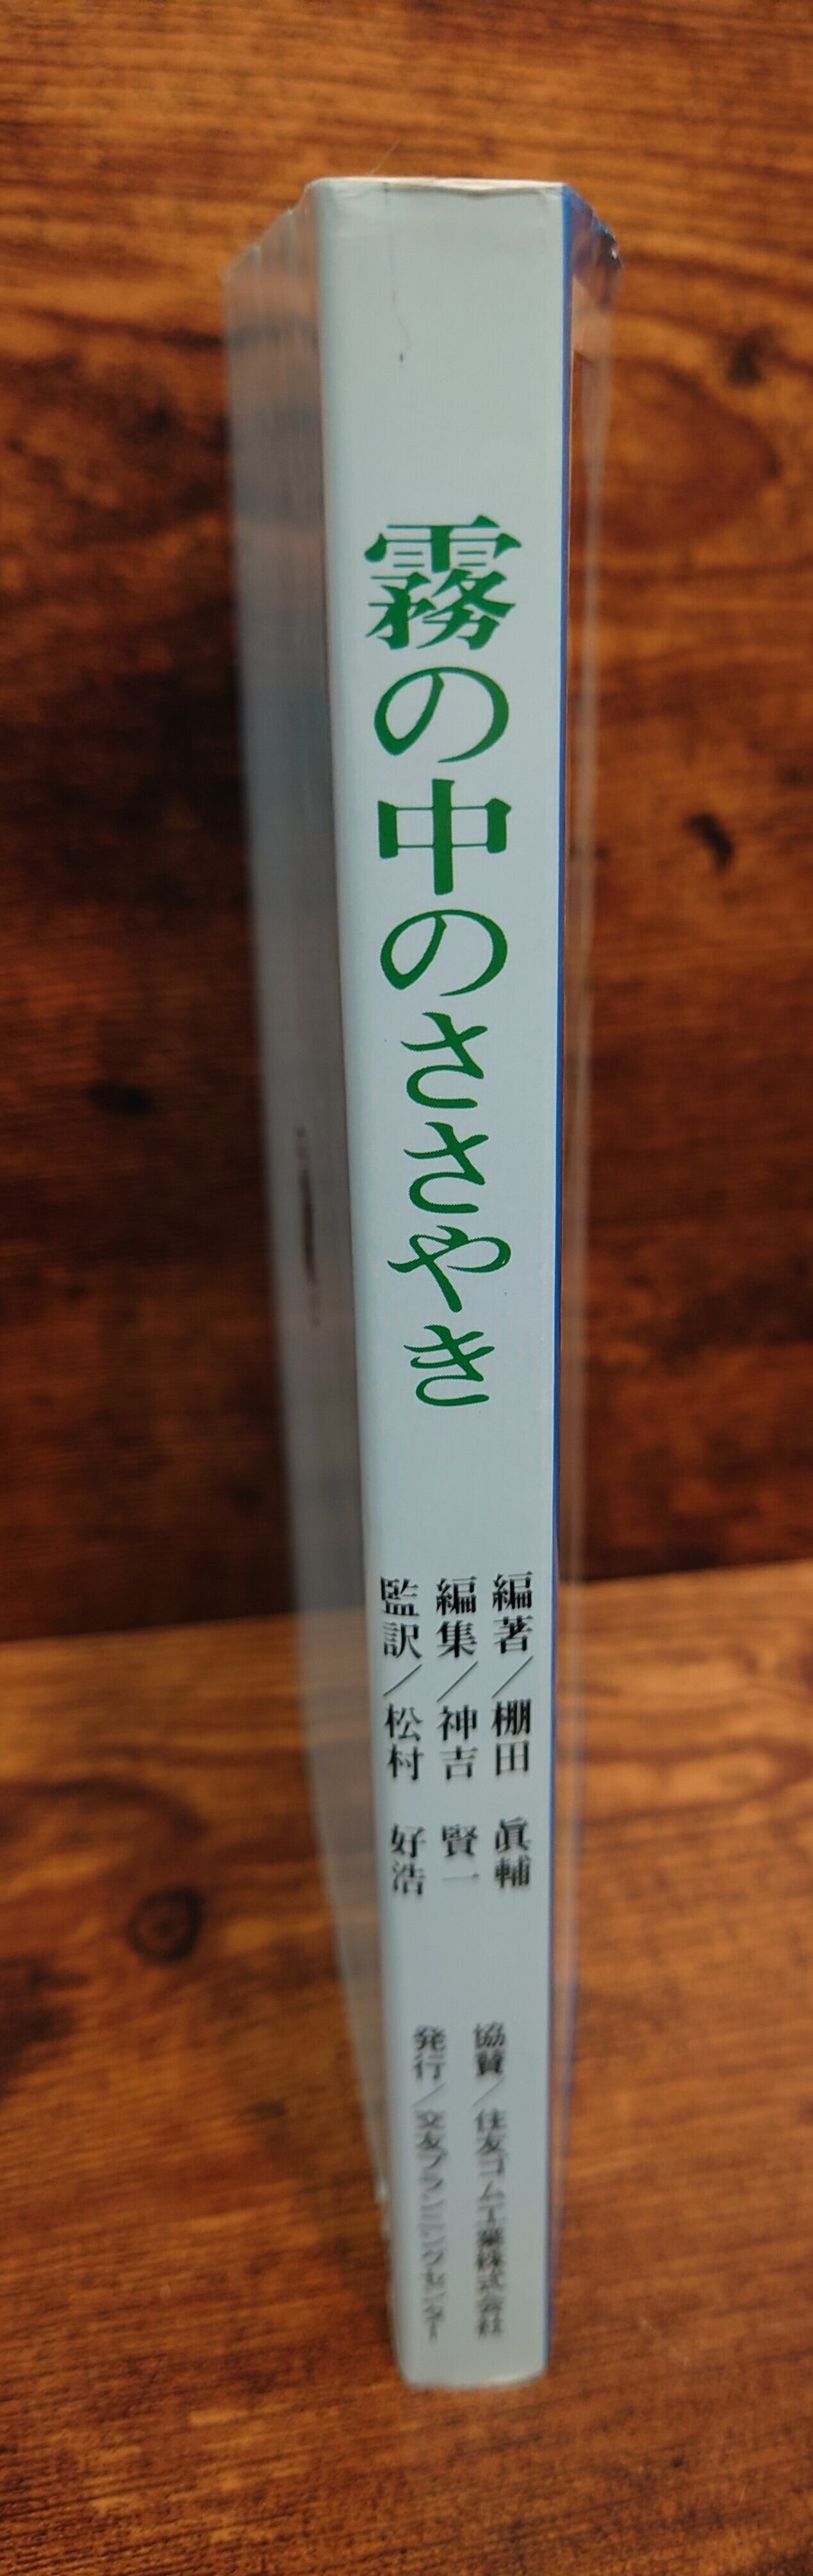 霧の中のささやき
編著/棚田 眞輔
編集/神吉 賢一
監訳/松村 好浩
協賛/住友ゴム工業株式会社
発行/交友プランニングセンター